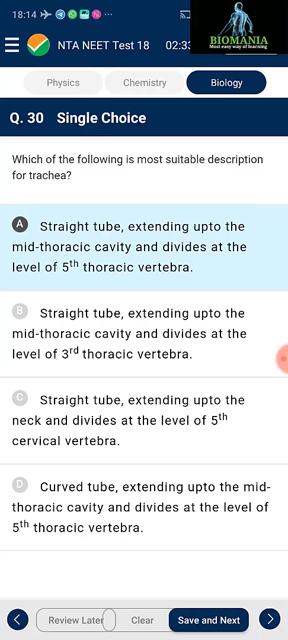 18:14
BIOMANIA
Most easy way of learning
NTA NEET Test 18 02:33
Physics Chemistry Biology
Q. 30 Single Choice
Which of the following is most suitable description
for trachea?
A Straight tube, extending upto the
mid-thoracic cavity and divides at the
level of 5th thoracic vertebra.
B Straight tube, extending upto the
mid-thoracic cavity and divides at the
level of 3rd thoracic vertebra.
C Straight tube, extending upto the
neck and divides at the level of 5th
cervical vertebra.
D Curved tube, extending upto the mid-
thoracic cavity and divides at the level of
5th thoracic vertebra.
Review Later Clear Save and Next